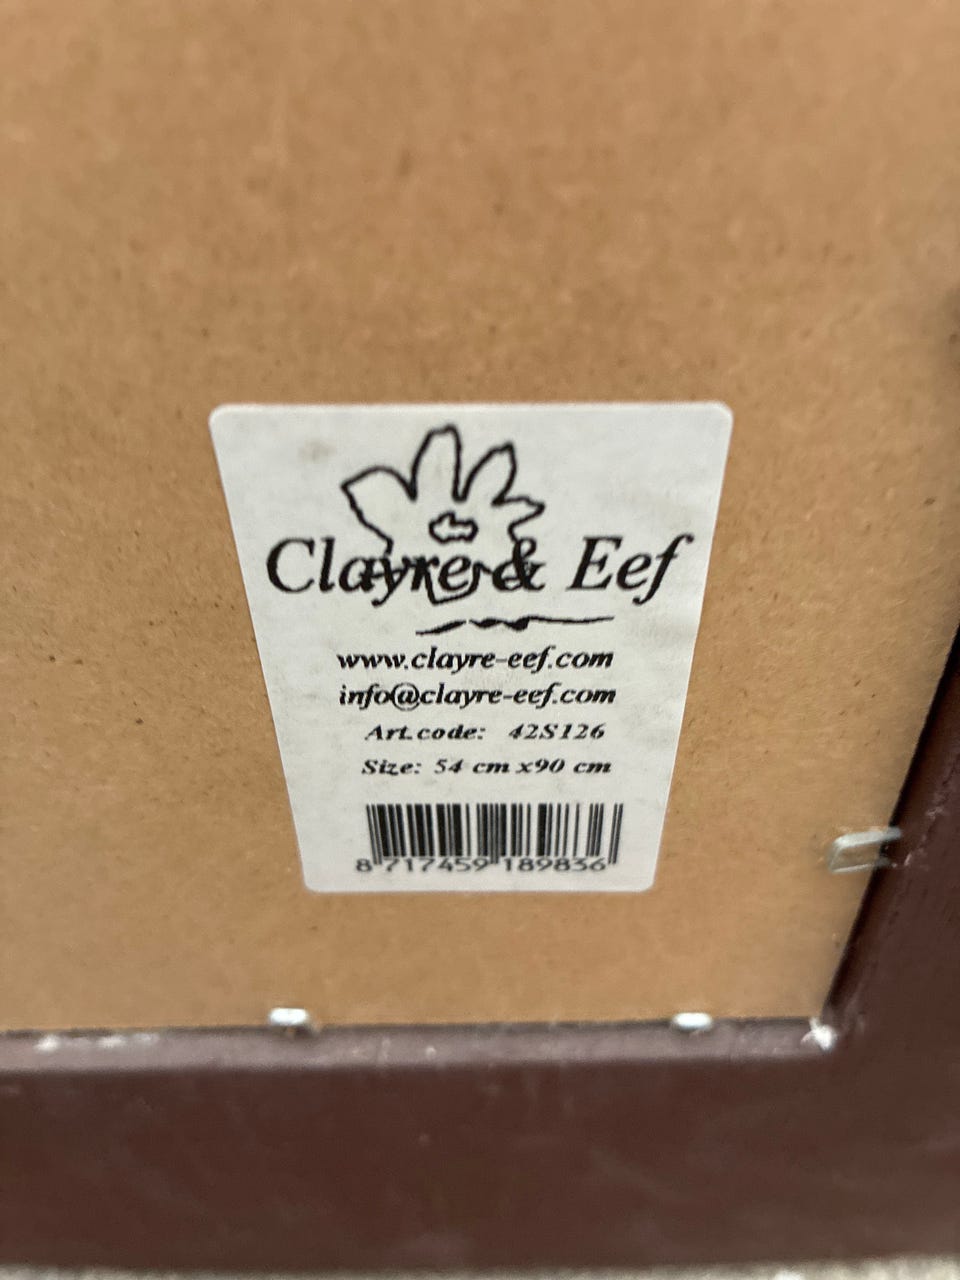 Clayre & Eef
www.clayre-eef.com
info@clayre-eef.com
Art.code: 42S126
Size: 54 cm x90 cm
8 717459 189836